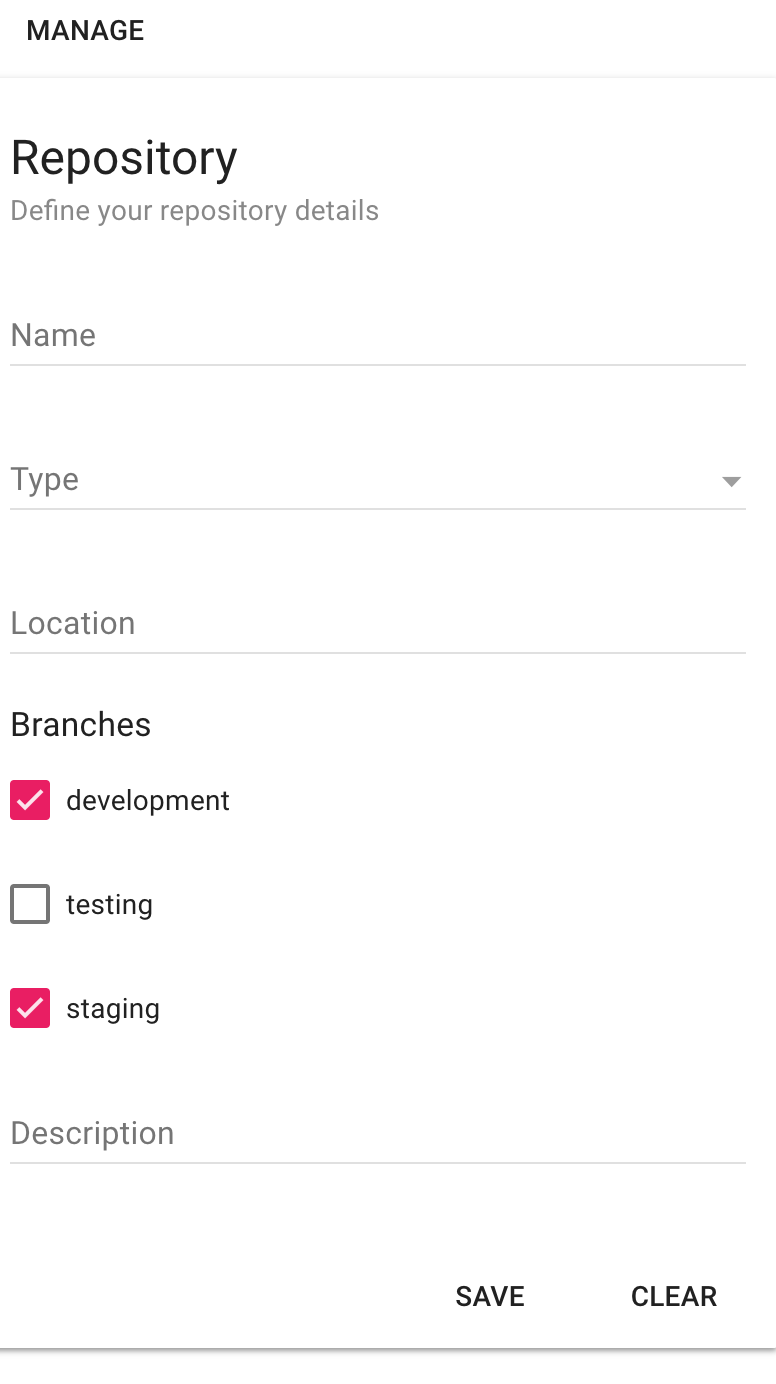 MANAGE
Repository
Define your repository details
Name
Type
Location
Branches
development
testing
staging
Description
SAVE CLEAR